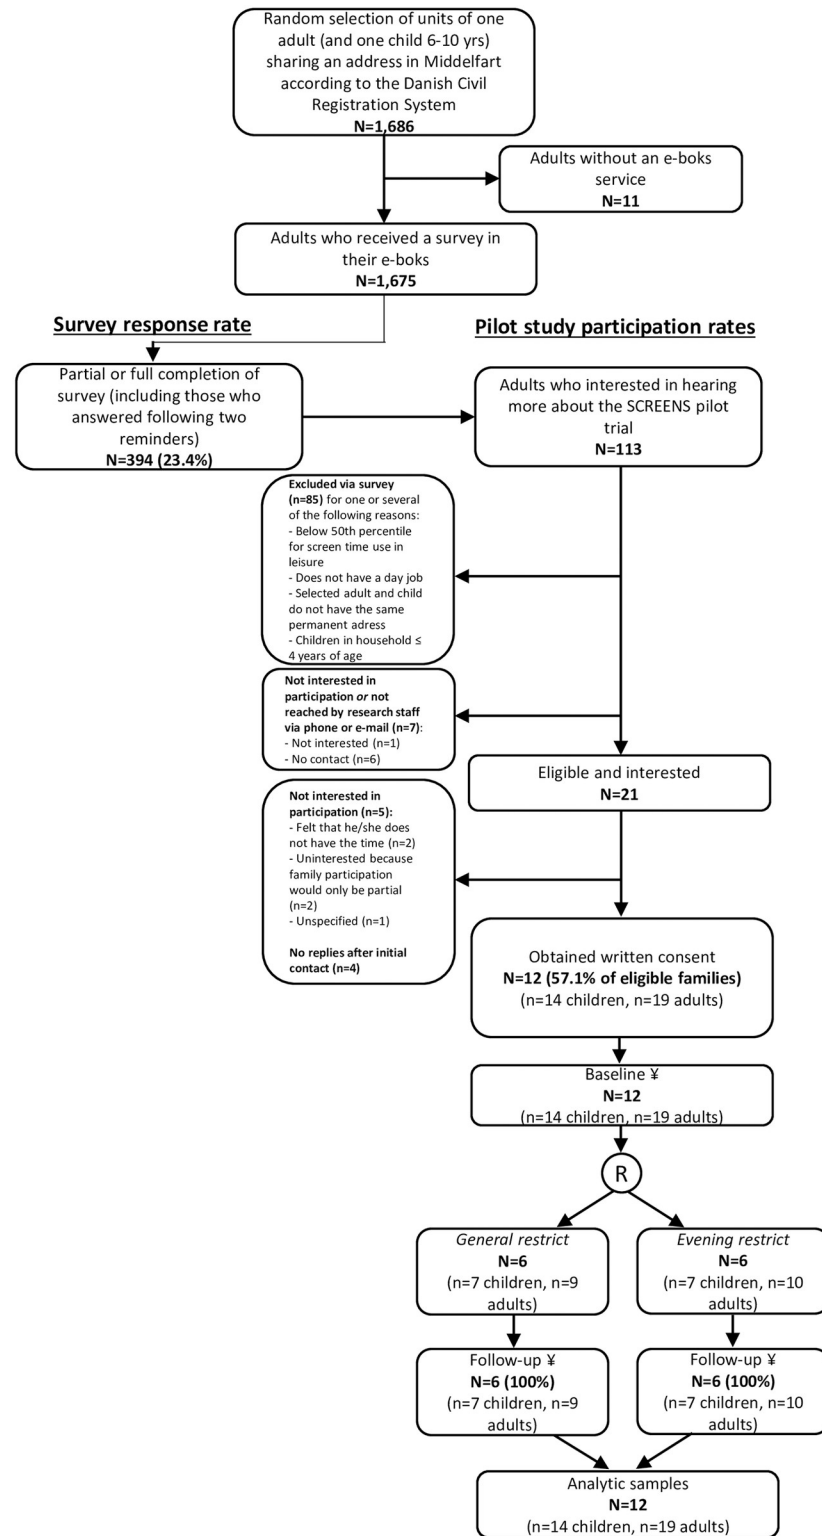 Random selection of units of one
adult (and one child 6-10 yrs)
sharing an address in Middelfart
according to the Danish Civil
Registration System
N=1,686
Adults without an e-boks
service
N=11
Adults who received a survey in
their e-boks
N=1,675
Survey response rate
Pilot study participation rates
Partial or full completion of
survey (including those who
answered following two
reminders)
N=394 (23.4%)
Adults who interested in hearing
more about the SCREENS pilot
trial
N=113
Excluded via survey
(n=85) for one or several
of the following reasons:
- Below 50th percentile
for screen time use in
leisure
- Does not have a day job
- Selected adult and child
do not have the same
permanent adress
- Children in household ≤
4 years of age
Not interested in
participation or not
reached by research staff
via phone or e-mail (n=7):
- Not interested (n=1)
- No contact (n=6)
Eligible and interested
N=21
Not interested in
participation (n=5):
- Felt that he/she does
not have the time (n=2)
- Uninterested because
family participation
would only be partial
(n=2)
- Unspecified (n=1)
No replies after initial
contact (n=4)
Obtained written consent
N=12 (57.1% of eligible families)
(n=14 children, n=19 adults)
Baseline ¥
N=12
(n=14 children, n=19 adults)
R
General restrict
N=6
(n=7 children, n=9
adults)
Evening restrict
N=6
(n=7 children, n=10
adults)
Follow-up ¥
N=6 (100%)
(n=7 children, n=9
adults)
Follow-up ¥
N=6 (100%)
(n=7 children, n=10
adults)
Analytic samples
N=12
(n=14 children, n=19 adults)